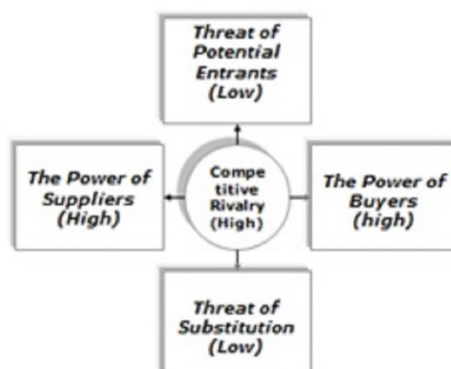 Threat of
Potential
Entrants
(Low)
The Power of
Suppliers
(High)
Compe
titive
Rivalry
(High)
The Power of
Buyers
(high)
Threat of
Substitution
(Low)